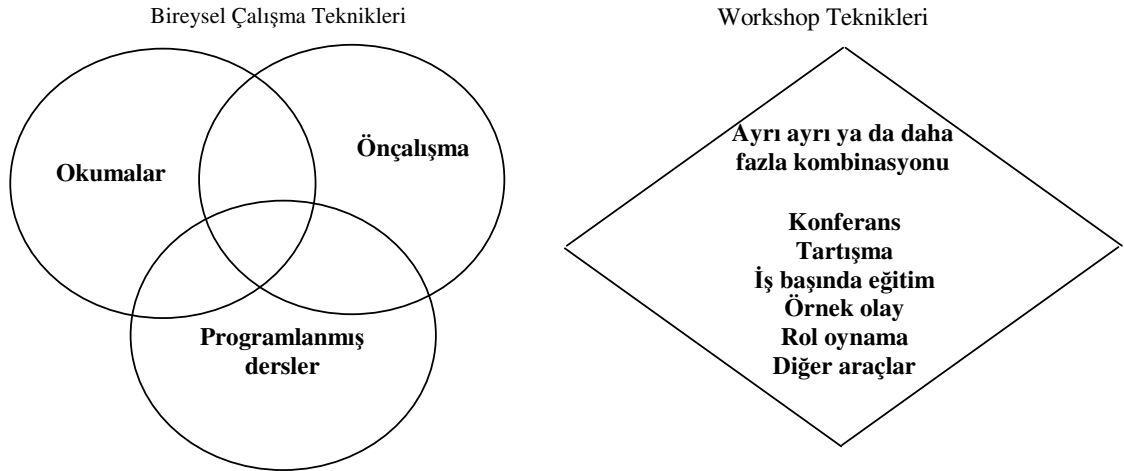 Bireysel Çalışma Teknikleri
Okumalar
Önçalışma
Programlanmış
dersler
Workshop Teknikleri
Ayrı ayrı ya da daha
fazla kombinasyonu
Konferans
Tartışma
İş başında eğitim
Örnek olay
Rol oynama
Diğer araçlar